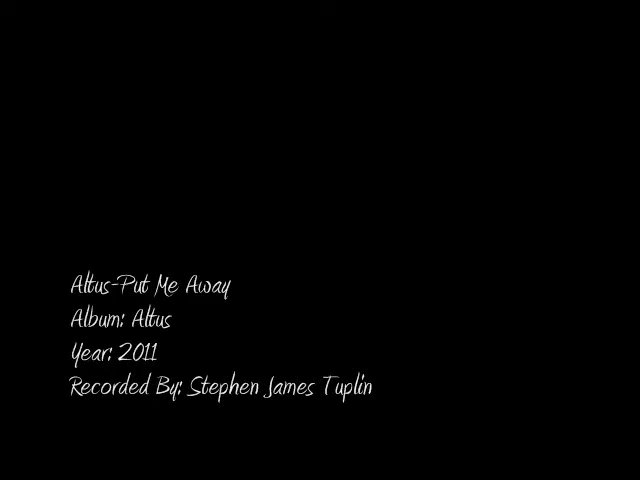 Altus-Put Me Away
Album: Altus
Year: 2011
Recorded By: Stephen James Tuplin